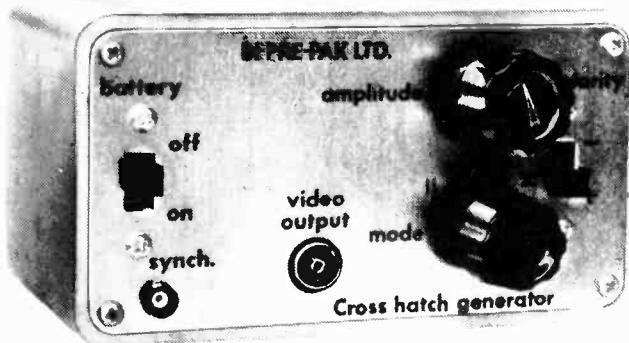 BI-PRE-PAK LTD.
battery
off
on
synch.
video
output
amplitude
mode
Cross hatch generator